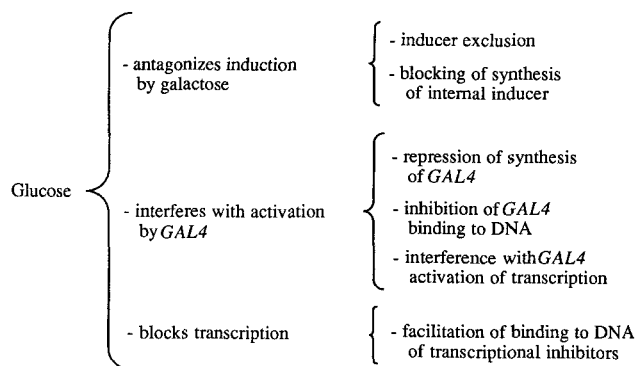 Glucose
- antagonizes induction
by galactose
- inducer exclusion
- blocking of synthesis
of internal inducer
- interferes with activation
by GAL4
- repression of synthesis
of GAL4
- inhibition of GAL4
binding to DNA
- interference with GAL4
activation of transcription
- blocks transcription
- facilitation of binding to DNA
of transcriptional inhibitors